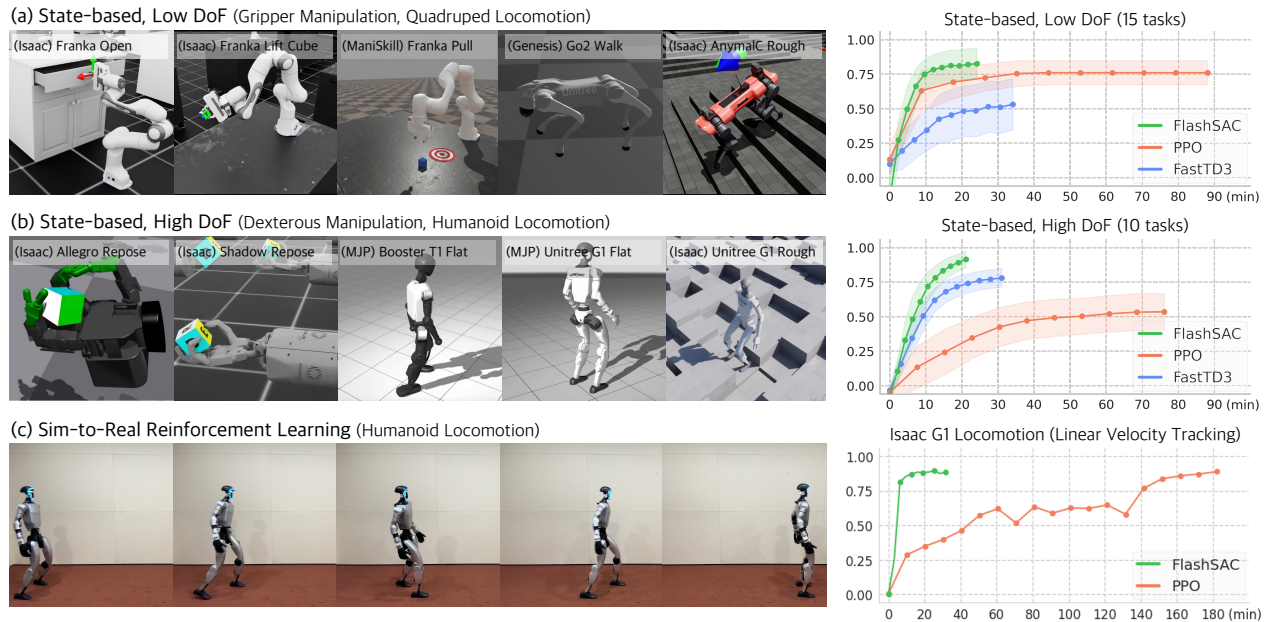 (a) State-based, Low DoF (Gripper Manipulation, Quadruped Locomotion)
(Isaac) Franka Open
(Isaac) Franka Lift Cube
(ManiSkill) Franka Pull
(Genesis) Go2 Walk
(Isaac) AnymalC Rough
Unitree
State-based, Low DoF (15 tasks)
1.00
0.75
0.50
0.25
0.00
FlashSAC
PPO
FastTD3
0 10 20 30 40 50 60 70 80 90 (min)
(b) State-based, High DoF (Dexterous Manipulation, Humanoid Locomotion)
(Isaac) Allegro Repose
(Isaac) Shadow Repose
(MJP) Booster T1 Flat
(MJP) Unitree G1 Flat
(Isaac) Unitree G1 Rough
State-based, High DoF (10 tasks)
1.00
0.75
0.50
0.25
0.00
FlashSAC
PPO
FastTD3
0 10 20 30 40 50 60 70 80 90 (min)
(c) Sim-to-Real Reinforcement Learning (Humanoid Locomotion)
Isaac G1 Locomotion (Linear Velocity Tracking)
1.00
0.75
0.50
0.25
0.00
FlashSAC
PPO
0 20 40 60 80 100 120 140 160 180 (min)